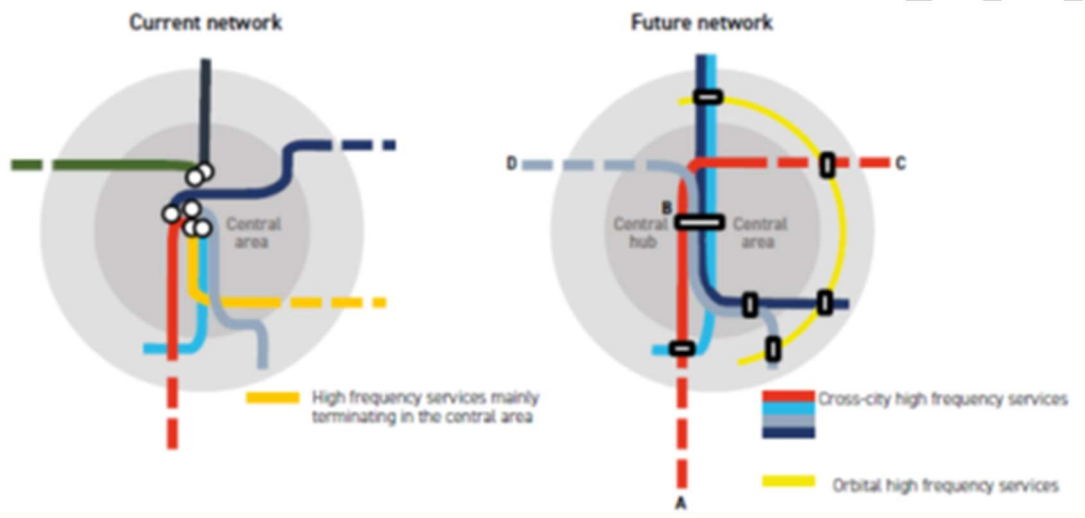 Current network
Future network
D
C
B
Central
area
Central
hub
Central
area
High frequency services mainly
terminating in the central area
Cross-city high frequency services
Orbital high frequency services
A